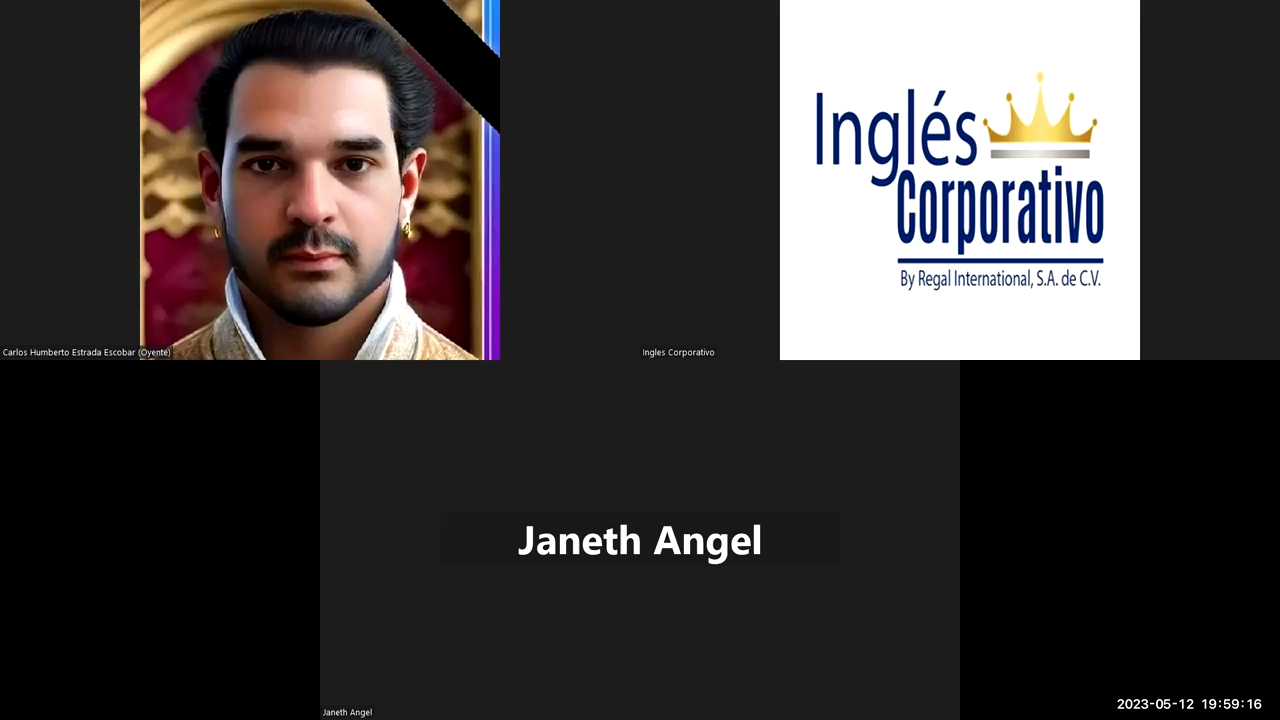 Inglés
Corporativo
By Regal International, S.A. de C.V.
Carlos Humberto Estrada Escobar (Oyente)
Ingles Corporativo
Janeth Angel
Janeth Angel
2023-05-12 19:59:16